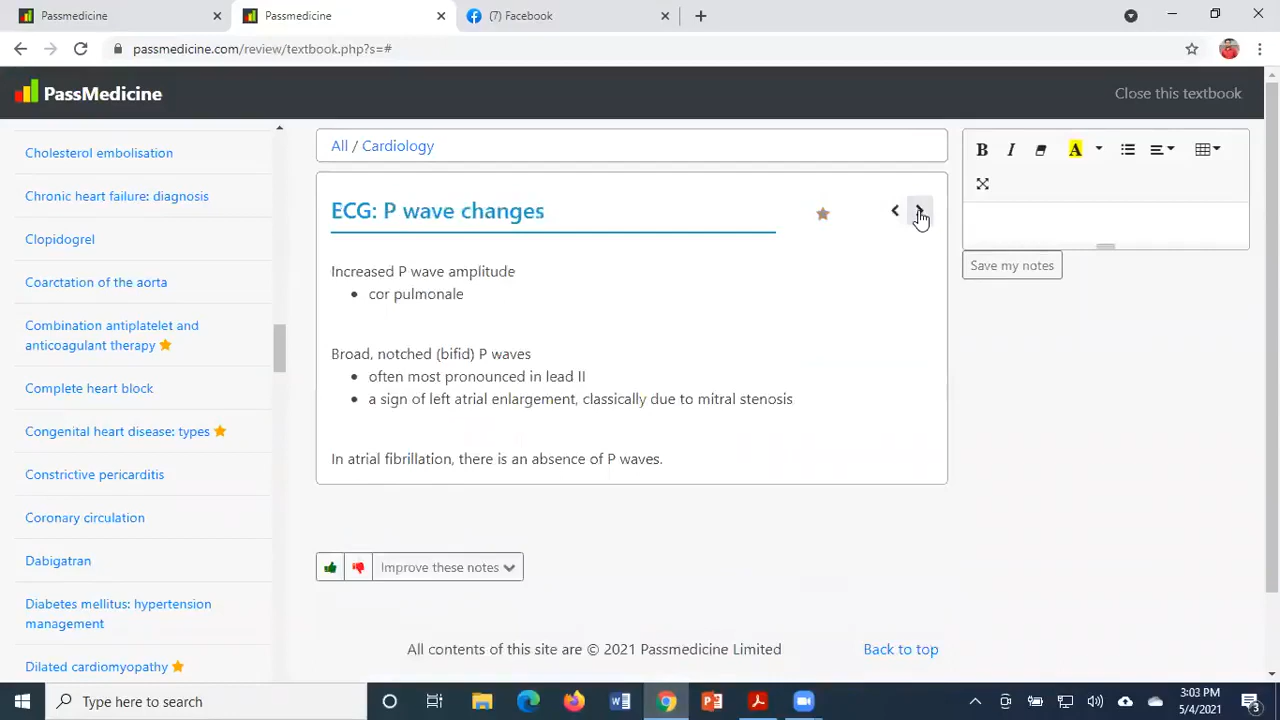 Passmedicine
Passmedicine
(7) Facebook
passmedicine.com/review/textbook.php?s=#
PassMedicine
Close this textbook
Cholesterol embolisation
Chronic heart failure: diagnosis
Clopidogrel
Coarctation of the aorta
Combination antiplatelet and
anticoagulant therapy
Complete heart block
Congenital heart disease: types
Constrictive pericarditis
Coronary circulation
Dabigatran
Diabetes mellitus: hypertension
management
Dilated cardiomyopathy
All / Cardiology
ECG: P wave changes
Increased P wave amplitude
• cor pulmonale
Broad, notched (bifid) P waves
• often most pronounced in lead II
• a sign of left atrial enlargement, classically due to mitral stenosis
In atrial fibrillation, there is an absence of P waves.
Improve these notes
All contents of this site are © 2021 Passmedicine Limited
Back to top
B I A
Save my notes
Type here to search
3:03 PM
5/4/2021
3